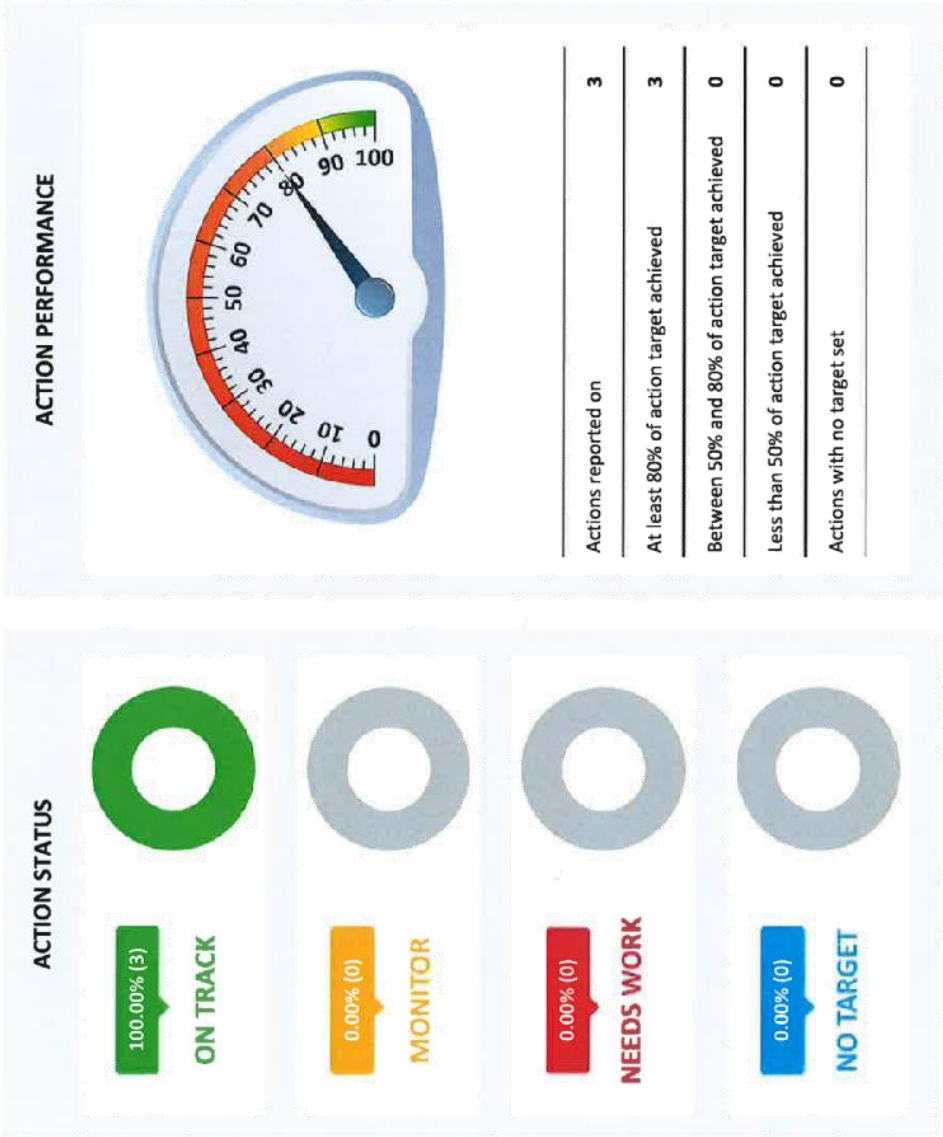 ACTION STATUS
100.00% (3)
ON TRACK
0.00% (0)
MONITOR
0.00% (0)
NEEDS WORK
0.00% (0)
NO TARGET
ACTION PERFORMANCE
0
10
20
30
40
50
60
70
80
90
100
Actions reported on 3
At least 80% of action target achieved 3
Between 50% and 80% of action target achieved 0
Less than 50% of action target achieved 0
Actions with no target set 0